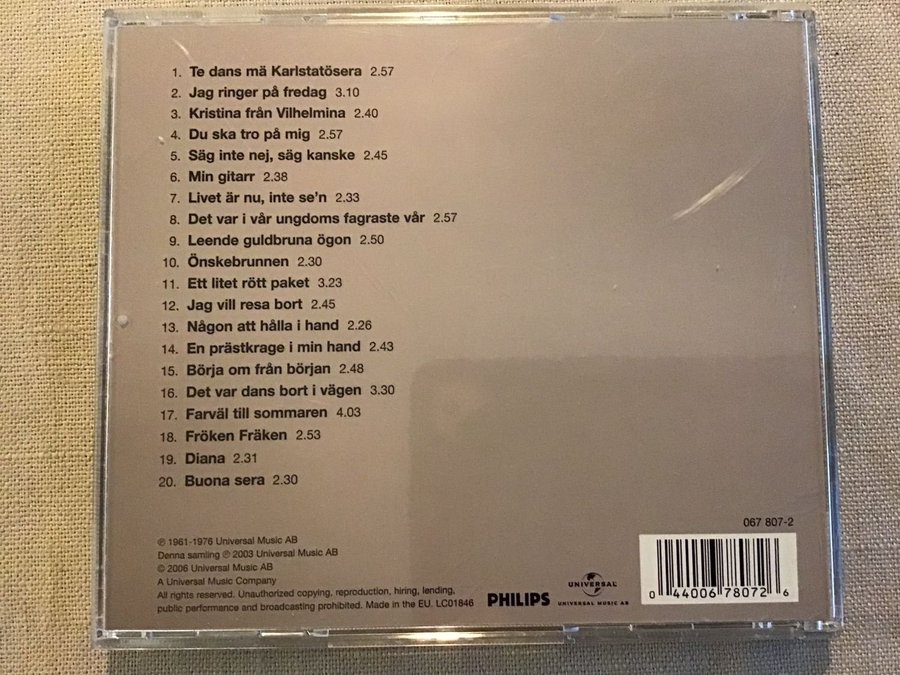 1. Te dans mä Karlstatösera 2.57
2. Jag ringer på fredag 3.10
3. Kristina från Vilhelmina 2.40
4. Du ska tro på mig 2.57
5. Säg inte nej, säg kanske 2.45
6. Min gitarr 2.38
7. Livet är nu, inte se'n 2.33
8. Det var i vår ungdoms fagraste vår 2.57
9. Leende guldbruna ögon 2.50
10. Önskebrunnen 2.30
11. Ett litet rött paket 3.23
12. Jag vill resa bort 2.45
13. Någon att hålla i hand 2.26
14. En prästkrage i min hand 2.43
15. Börja om från början 2.48
16. Det var dans bort i vägen 3.30
17. Farväl till sommaren 4.03
18. Fröken Fräken 2.53
19. Diana 2.31
20. Buona sera 2.30
067 807-2
℗ 1961-1976 Universal Music AB
Denna samling ℗ 2003 Universal Music AB
© 2006 Universal Music AB
A Universal Music Company
All rights reserved. Unauthorized copying, reproduction, hiring, lending,
public performance and broadcasting prohibited. Made in the EU. LC01846
PHILIPS
UNIVERSAL
UNIVERSAL MUSIC AB
0 44006 78072 6